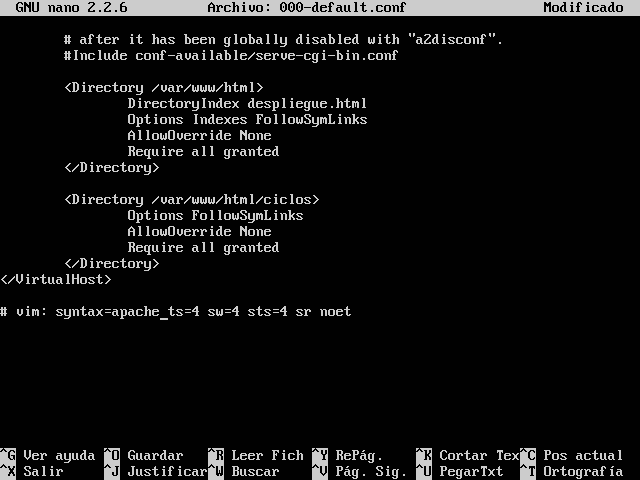 GNU nano 2.2.6 Archivo: 000-default.conf Modificado
# after it has been globally disabled with "a2disconf".
#Include conf-available/serve-cgi-bin.conf
<Directory /var/www/html>
DirectoryIndex despliegue.html
Options Indexes FollowSymLinks
AllowOverride None
Require all granted
</Directory>
<Directory /var/www/html/ciclos>
Options FollowSymLinks
AllowOverride None
Require all granted
</Directory>
</VirtualHost>
# vim: syntax=apache ts=4 sw=4 sts=4 sr noet
^G Ver ayuda ^O Guardar ^R Leer Fich ^Y RePág. ^K Cortar Tex ^C Pos actual
^X Salir ^J Justificar ^W Buscar ^V Pág. Sig. ^U PegarTxt ^T Ortografía